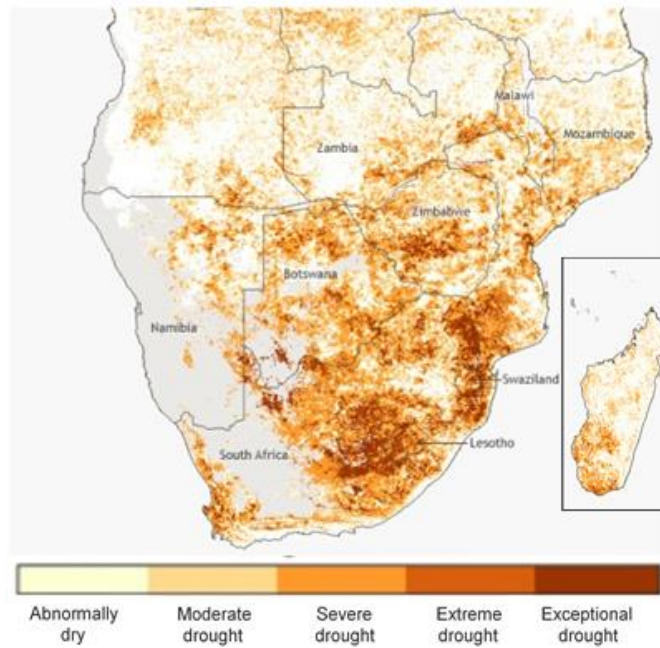 Malawi
Mozambique
Zambia
Zimbabwe
Botswana
Namibia
Swaziland
Lesotho
South Africa
Abnormally
dry
Moderate
drought
Severe
drought
Extreme
drought
Exceptional
drought